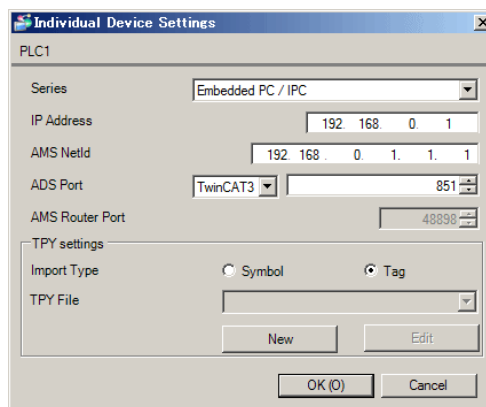 Individual Device Settings
PLC1
Series Embedded PC / IPC
IP Address 192. 168. 0. 1
AMS NetId 192. 168 . 0. 1. 1. 1
ADS Port TwinCAT3 851
AMS Router Port 48898
TPY settings
Import Type Symbol Tag
TPY File
New Edit
OK (O) Cancel